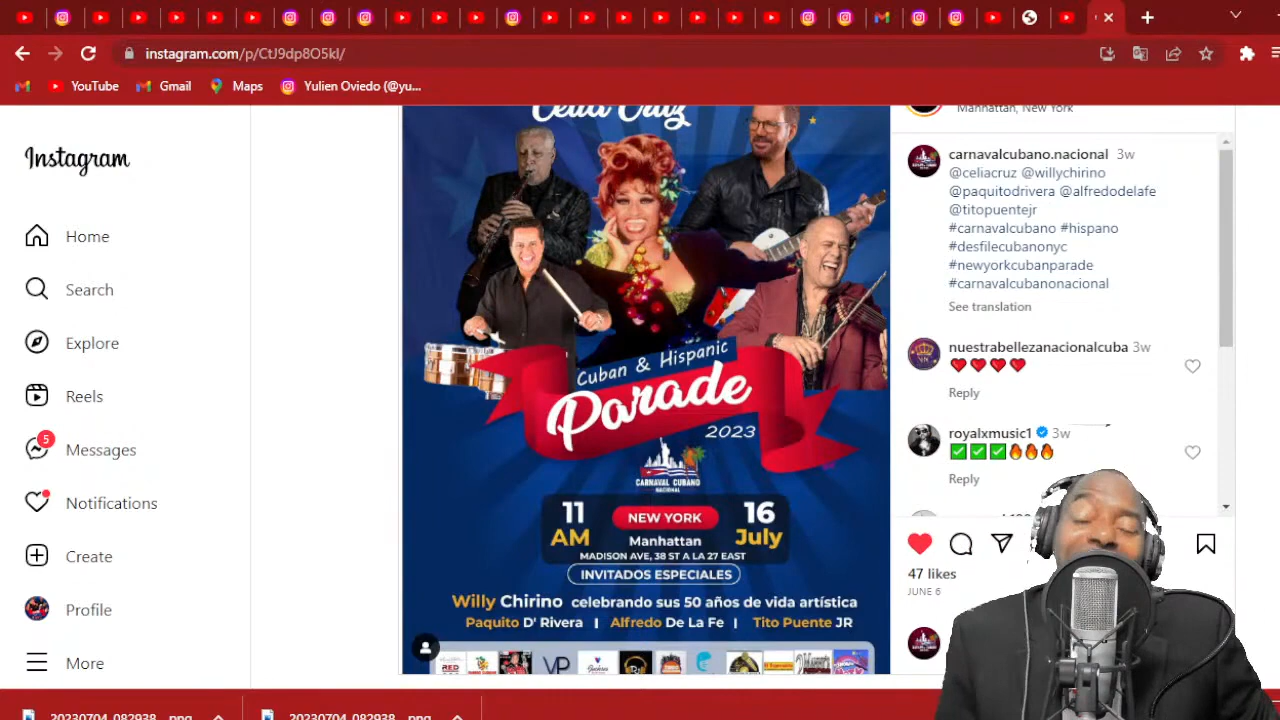 instagram.com/p/CtJ9dp8O5kI/
YouTube
Gmail
Maps
Yulien Oviedo (@yu...
Instagram
Home
Search
Explore
Reels
5
Messages
Notifications
Create
Profile
More
Celia Cruz
Cuban & Hispanic
Parade
2023
CARNAVAL CUBANO
NACIONAL
11
AM
NEW YORK
Manhattan
16
July
MADISON AVE, 38 ST A LA 27 EAST
INVITADOS ESPECIALES
Willy Chirino celebrando sus 50 años de vida artística
Paquito D' Rivera | Alfredo De La Fe | Tito Puente JR
Manhattan, New York
carnavalcubano.nacional 3w
@celiacruz @willychirino
@paquitodrivera @alfredodelafe
@titopuentejr
#carnavalcubano #hispano
#desfilecubanonyc
#newyorkcubanparade
#carnavalcubanonacional
See translation
nuestrabellezanacionalcuba 3w
Reply
royalxmusic1 3w
Reply
47 likes
JUNE 6
20230704_082938...png
20230704_082938...png